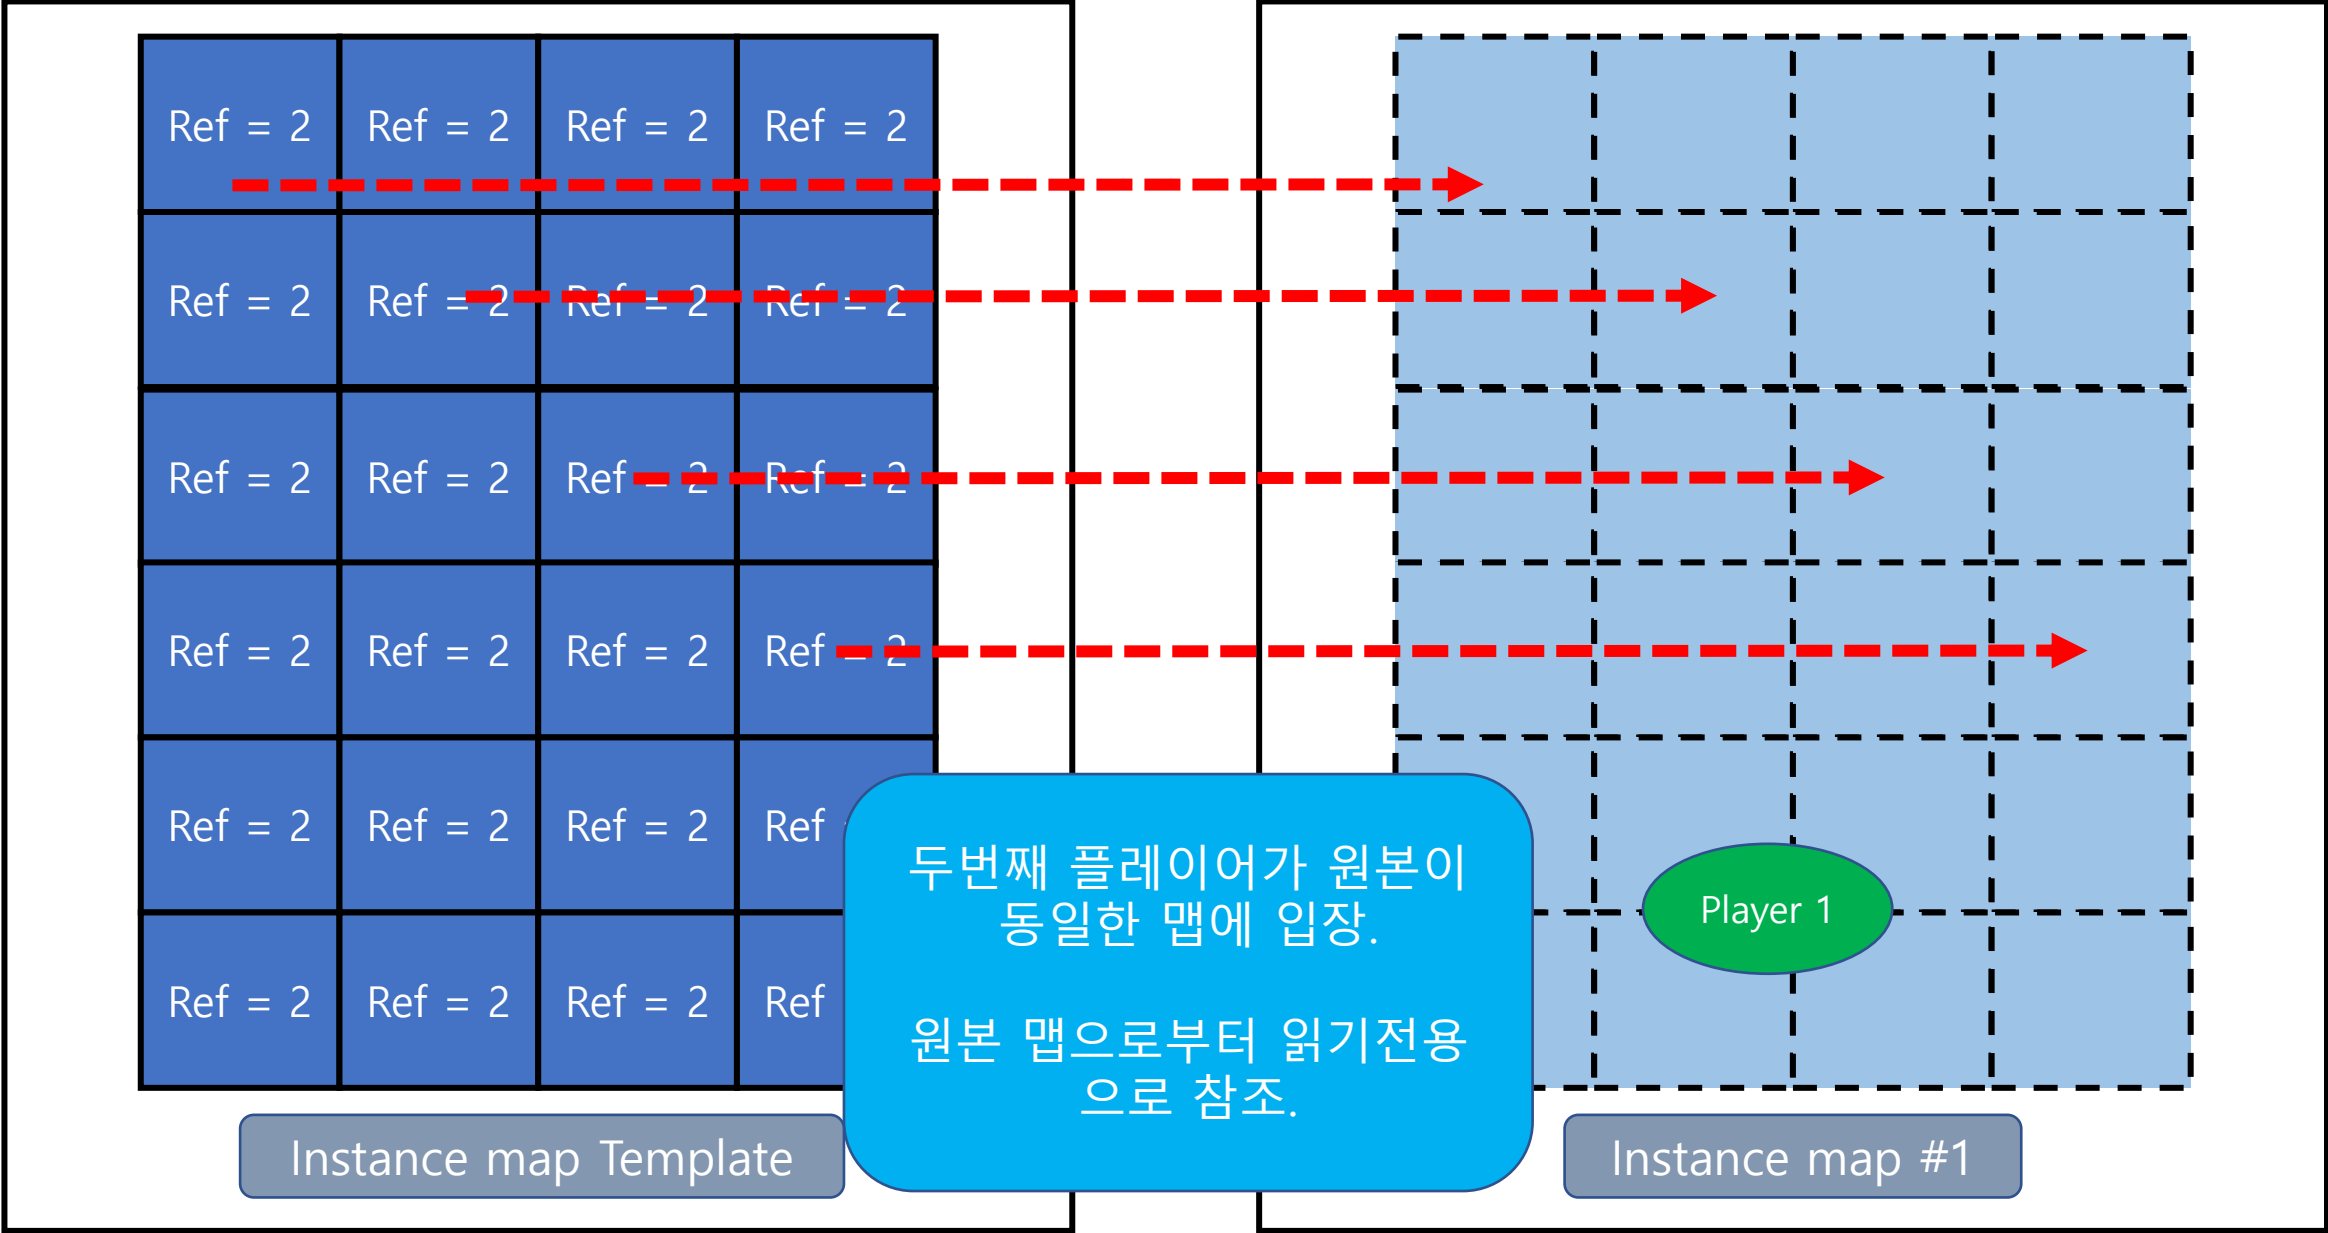 Ref = 2 Ref = 2 Ref = 2 Ref = 2
Ref = 2 Ref = 2 Ref = 2 Ref = 2
Ref = 2 Ref = 2 Ref = 2 Ref = 2
Ref = 2 Ref = 2 Ref = 2 Ref = 2
Ref = 2 Ref = 2 Ref = 2 Ref
Ref = 2 Ref = 2 Ref = 2 Ref
두번째 플레이어가 원본이
동일한 맵에 입장.
원본 맵으로부터 읽기전용
으로 참조.
Player 1
Instance map Template
Instance map #1